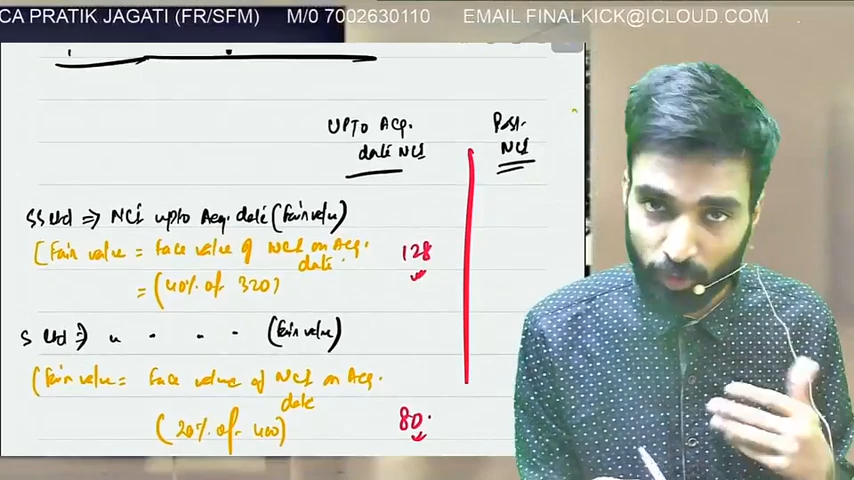 CA PRATIK JAGATI (FR/SFM) M/0 7002630110 EMAIL FINALKICK@ICLOUD.COM
UPTO Acq. Post-
date NCI NCI
SS Ltd ⇒ NCI upto Acq. date (Fair value)
[Fair value = Face value of NCI on Acq. 128
date.
= (40% of 320)
S Ltd ⇒ " " " " (Fair value)
(Fair value = Face value of NCI on Acq.
date
(20% of 400) 80